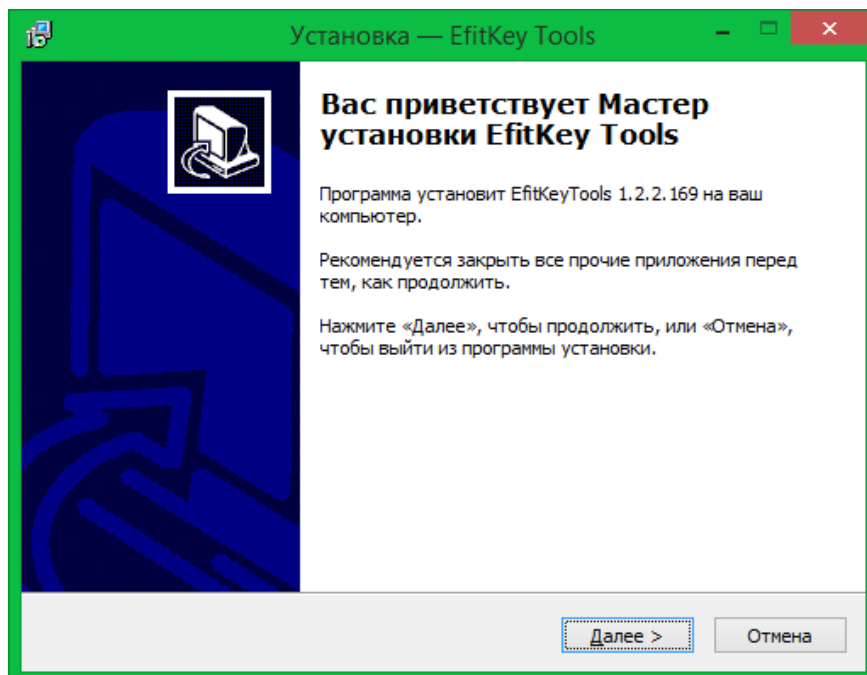 Установка — EfitKey Tools
Вас приветствует Мастер
установки EfitKey Tools
Программа установит EfitKeyTools 1.2.2.169 на ваш
компьютер.
Рекомендуется закрыть все прочие приложения перед
тем, как продолжить.
Нажмите «Далее», чтобы продолжить, или «Отмена»,
чтобы выйти из программы установки.
Далее >
Отмена